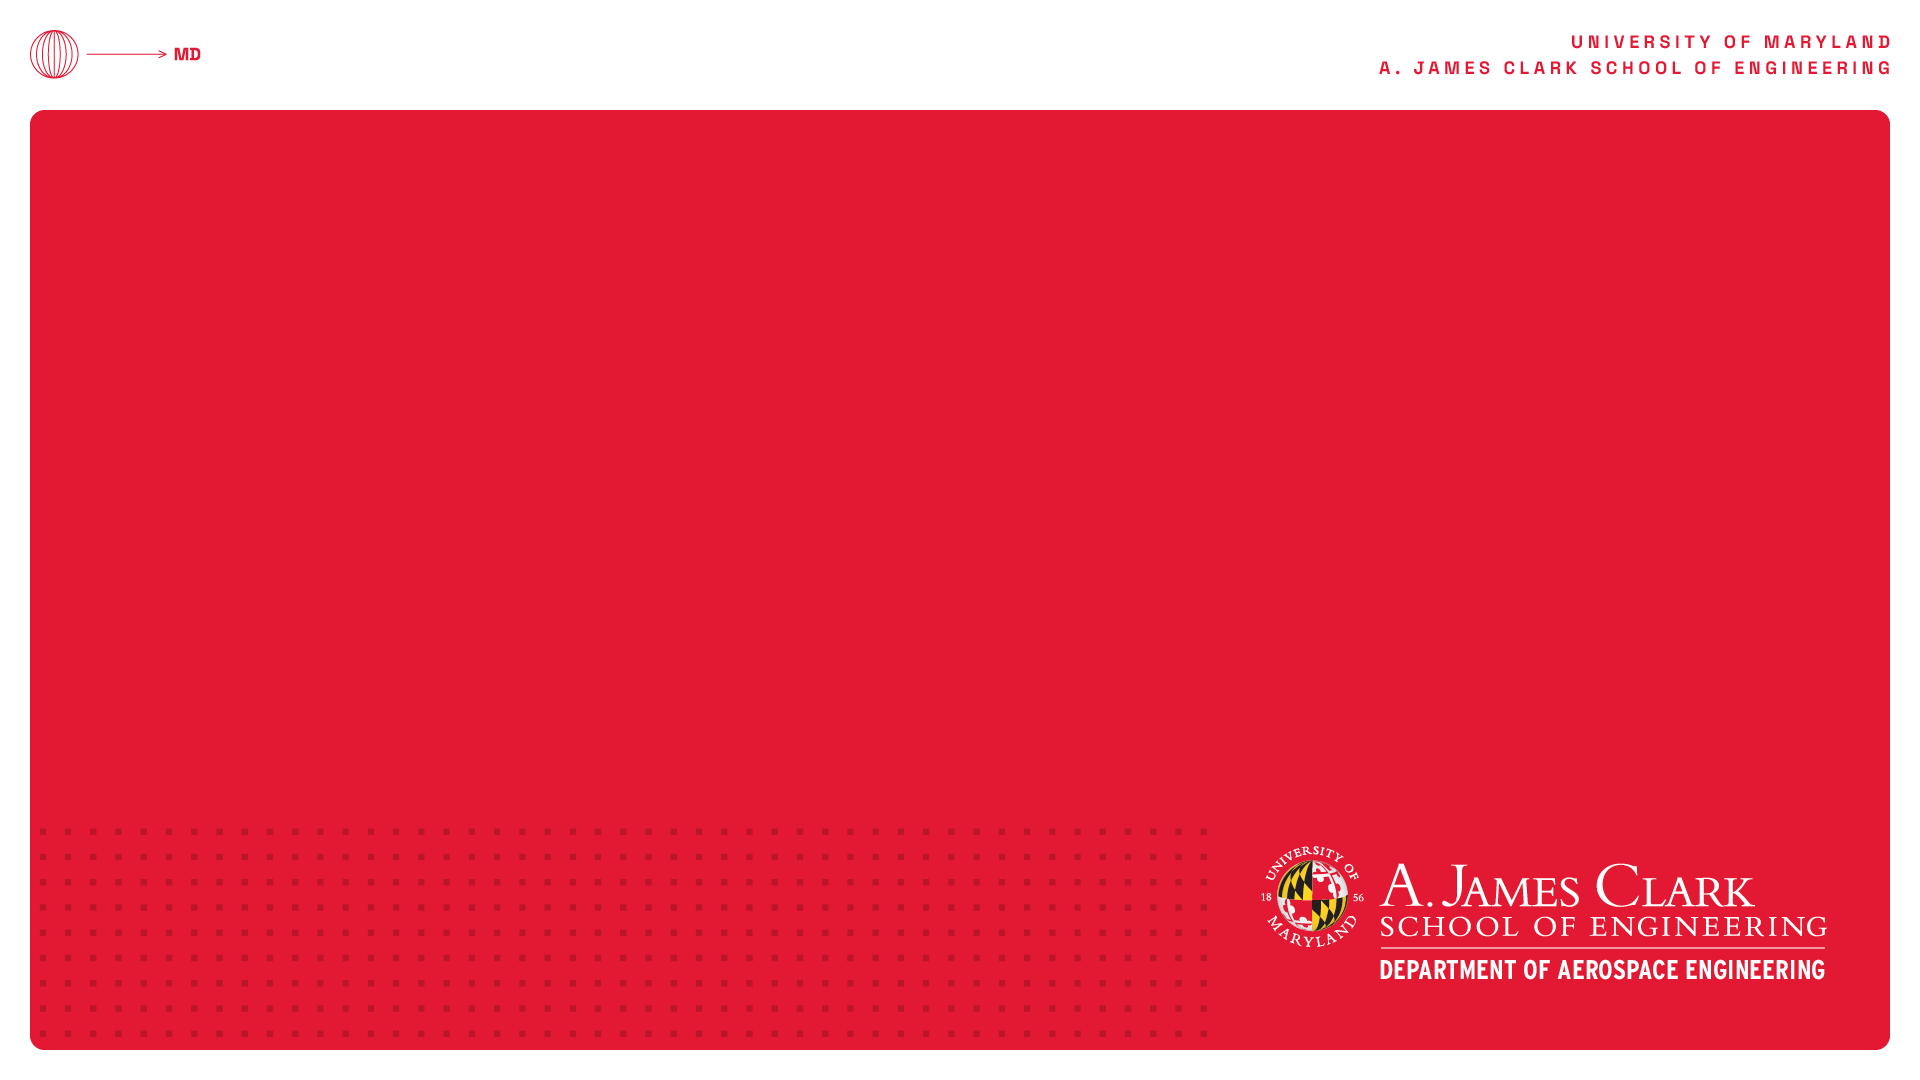 MD
UNIVERSITY OF MARYLAND
A. JAMES CLARK SCHOOL OF ENGINEERING
UNIVERSITY OF
18 56
MARYLAND
A. JAMES CLARK
SCHOOL OF ENGINEERING
DEPARTMENT OF AEROSPACE ENGINEERING